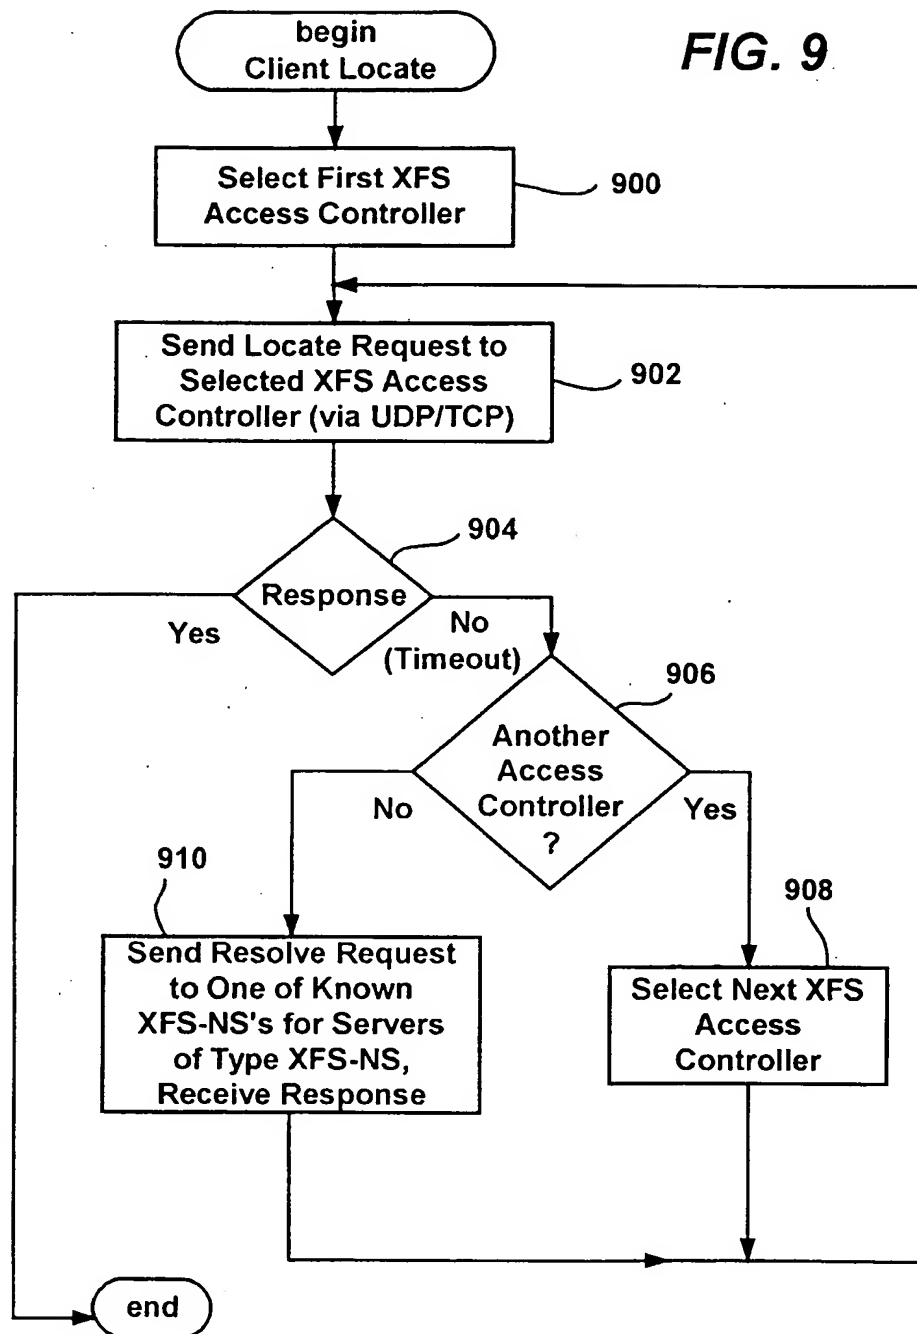 begin
Client Locate
FIG. 9
Select First XFS
Access Controller
900
Send Locate Request to
Selected XFS Access
Controller (via UDP/TCP)
902
904
Response
Yes
No
(Timeout)
906
Another
Access
Controller
?
No
Yes
910
908
Send Resolve Request
to One of Known
XFS-NS's for Servers
of Type XFS-NS,
Receive Response
Select Next XFS
Access
Controller
end